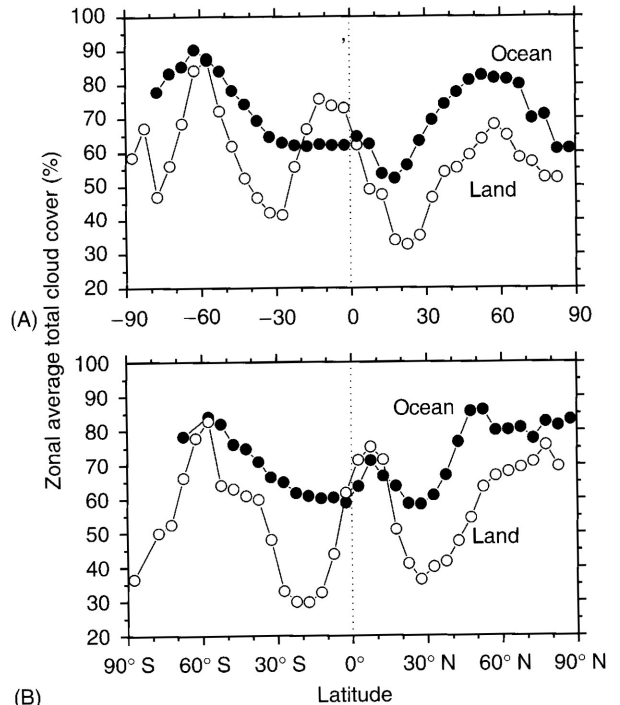 Zonal average total cloud cover (%)
100
90
80
70
60
50
40
30
20
Ocean
Land
(A)
−90
−60
−30
0
30
60
90
100
90
80
70
60
50
40
30
20
Ocean
Land
90° S
60° S
30° S
0°
30° N
60° N
90° N
(B)
Latitude